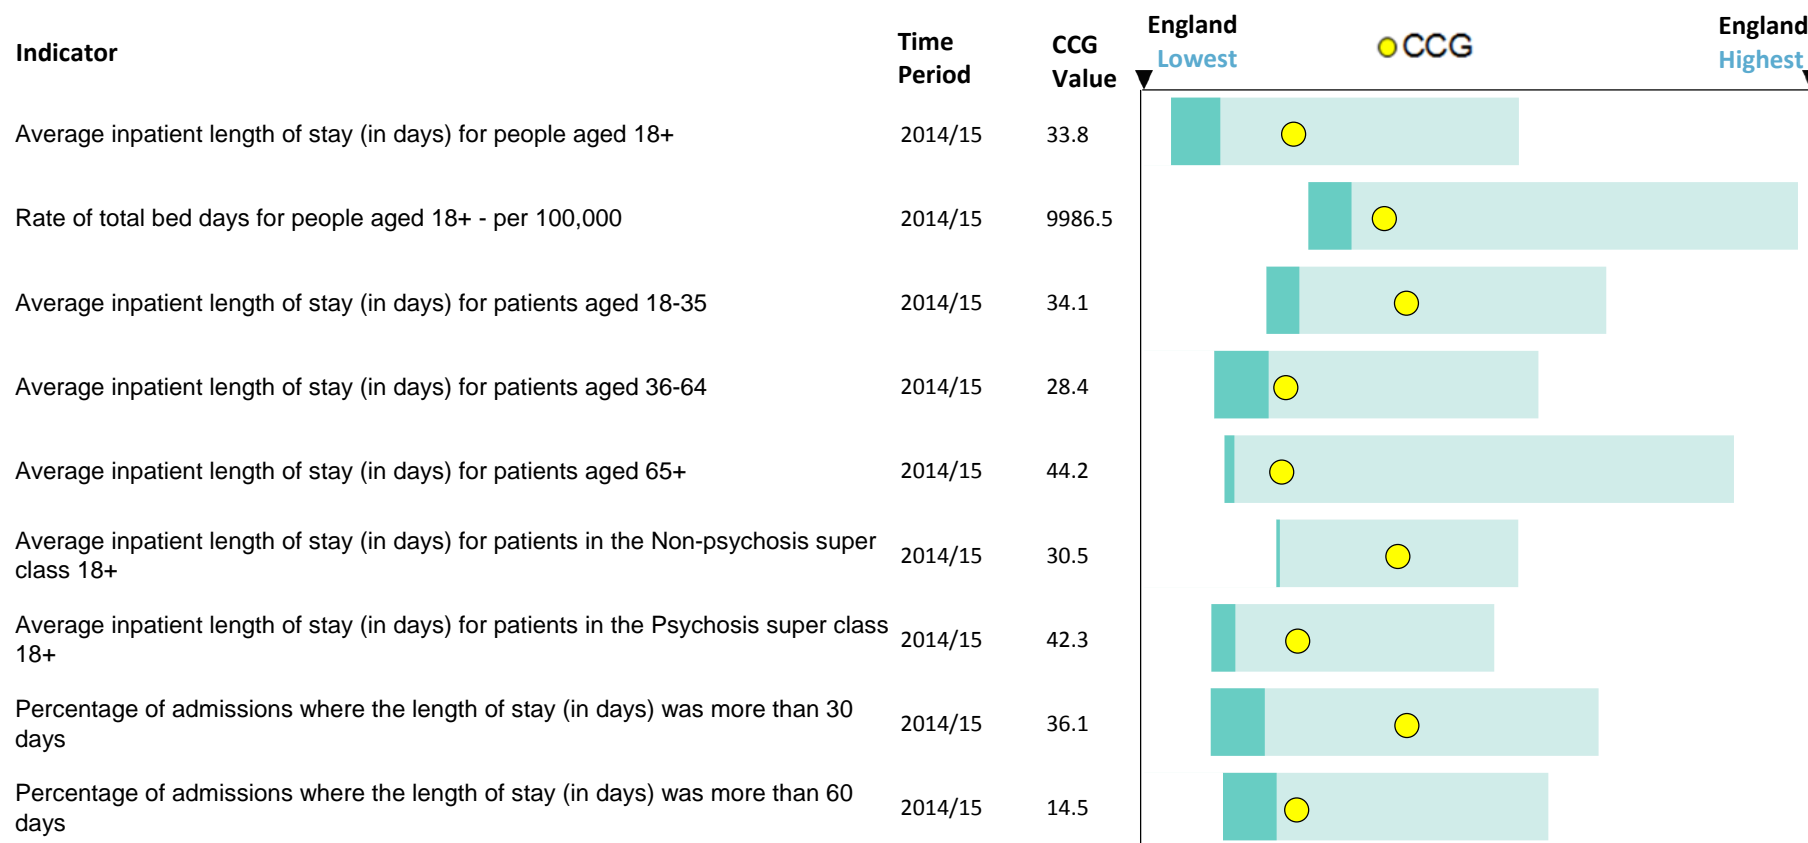 Indicator
Time Period
CCG Value
England Lowest
CCG
England Highest
Average inpatient length of stay (in days) for people aged 18+ 2014/15 33.8
Rate of total bed days for people aged 18+ - per 100,000 2014/15 9986.5
Average inpatient length of stay (in days) for patients aged 18-35 2014/15 34.1
Average inpatient length of stay (in days) for patients aged 36-64 2014/15 28.4
Average inpatient length of stay (in days) for patients aged 65+ 2014/15 44.2
Average inpatient length of stay (in days) for patients in the Non-psychosis super
class 18+ 2014/15 30.5
Average inpatient length of stay (in days) for patients in the Psychosis super class
18+ 2014/15 42.3
Percentage of admissions where the length of stay (in days) was more than 30
days 2014/15 36.1
Percentage of admissions where the length of stay (in days) was more than 60
days 2014/15 14.5